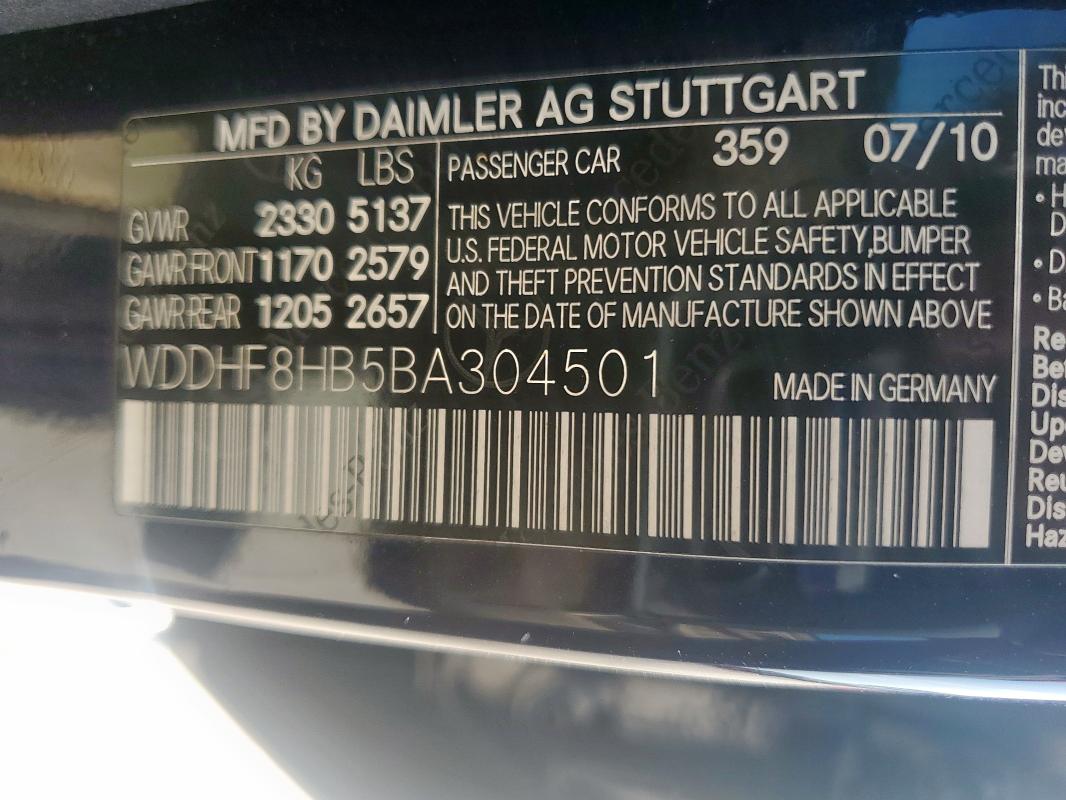 MFD BY DAIMLER AG STUTTGART
KG LBS
GVWR 2330 5137
GAWR FRONT 1170 2579
GAWR REAR 1205 2657
PASSENGER CAR 359 07/10
THIS VEHICLE CONFORMS TO ALL APPLICABLE
U.S. FEDERAL MOTOR VEHICLE SAFETY,BUMPER
AND THEFT PREVENTION STANDARDS IN EFFECT
ON THE DATE OF MANUFACTURE SHOWN ABOVE
WDDHF8HB5BA304501
MADE IN GERMANY